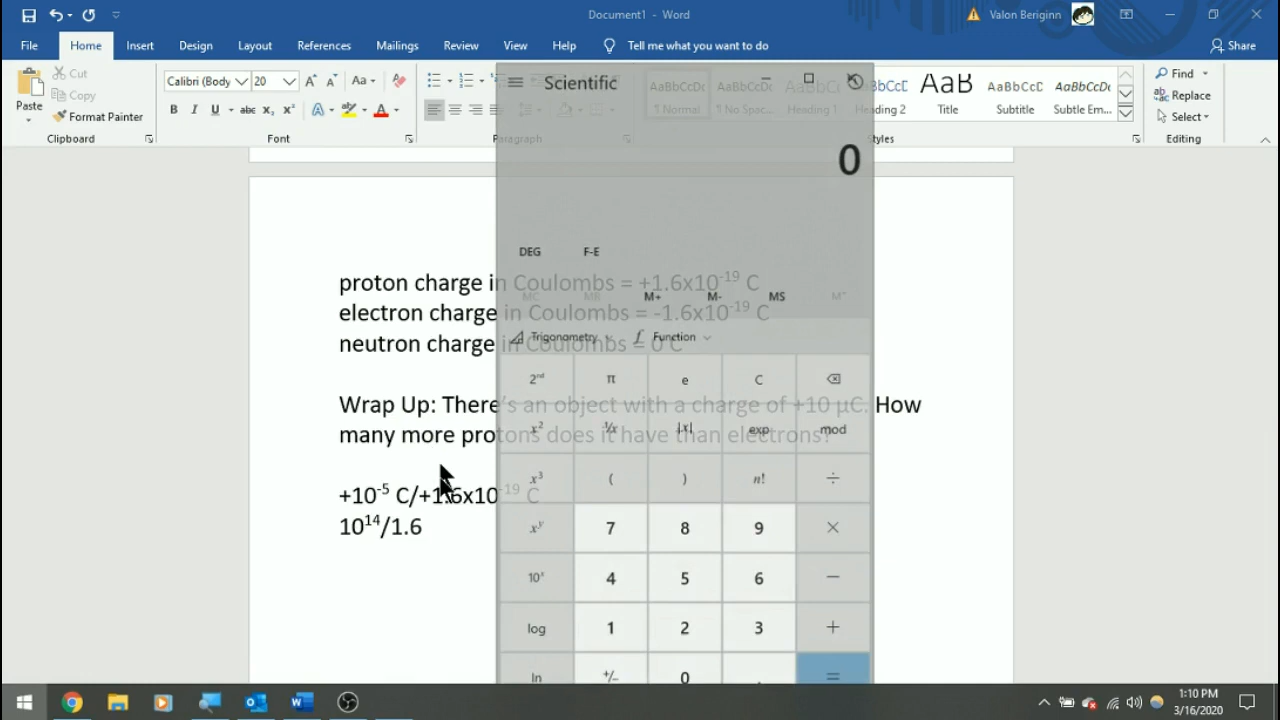 Document1 - Word
Valon Beriginn
File Home Insert Design Layout References Mailings Review View Help Tell me what you want to do Share
Paste
Cut
Copy
Format Painter
Clipboard
Calibri (Body 20
Aa
B I U abc x₂ x² A A
Font
Paragraph
AaBbCcDc AaBbCcDc AaBbCc AaBbCcC AaB AaBbCcD AaBbCcDc
¶ Normal ¶ No Spac... Heading 1 Heading 2 Title Subtitle Subtle Em...
Styles
Find
Replace
Select
Editing
Scientific
0
DEG F-E
MC MR M+ M- MS M˅
Trigonometry Function
2ⁿᵈ π e C
x² ¹/x |x| exp mod
x³ ( ) n! ÷
xʸ 7 8 9 ×
10ˣ 4 5 6 −
log 1 2 3 +
ln +/− 0 . =
proton charge in Coulombs = +1.6x10⁻¹⁹ C
electron charge in Coulombs = -1.6x10⁻¹⁹ C
neutron charge in Coulombs = 0 C
Wrap Up: There's an object with a charge of +10 µC. How
many more protons does it have than electrons?
+10⁻⁵ C/+1.6x10⁻¹⁹ C
10¹⁴/1.6
1:10 PM
3/16/2020